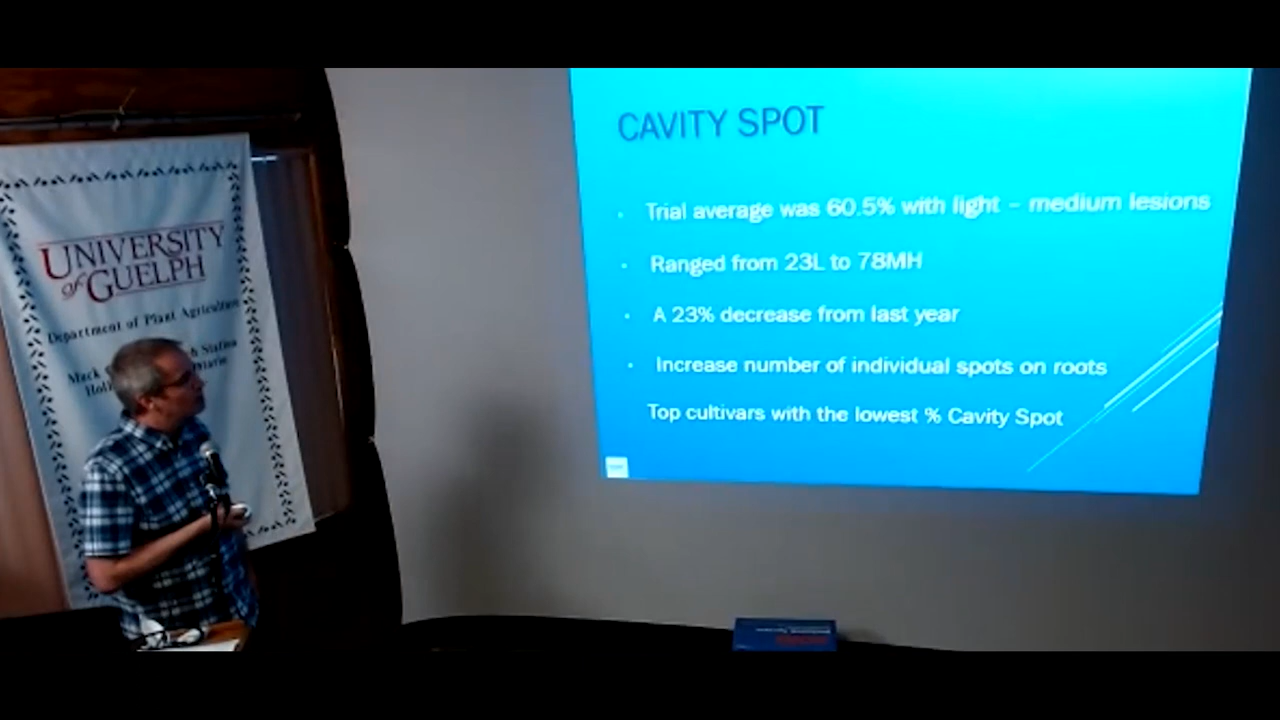 UNIVERSITY
of GUELPH
Department of Plant Agriculture
Mack
CAVITY SPOT
Trial average was 60.5% with light – medium lesions
Ranged from 23L to 78MH
A 23% decrease from last year
Increase number of individual spots on roots
Top cultivars with the lowest % Cavity Spot